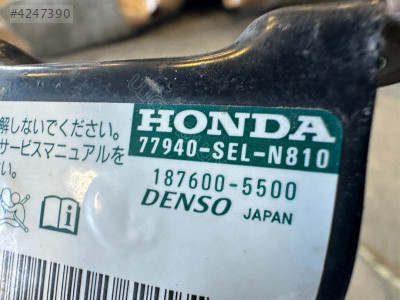 #4247390
解しないでください。
サービスマニュアルを
い。
HONDA
77940-SEL-N810
187600-5500
DENSO JAPAN